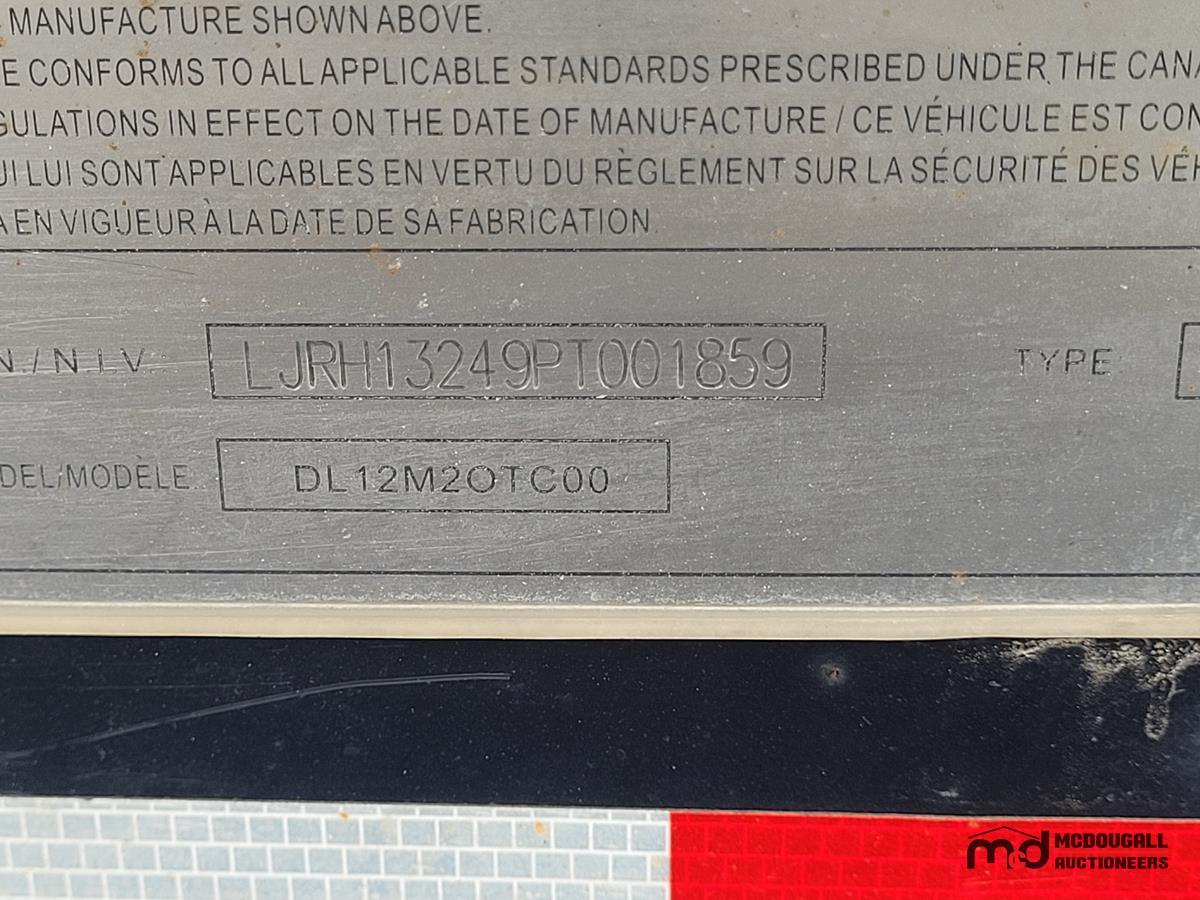 MANUFACTURE SHOWN ABOVE.
E CONFORMS TO ALL APPLICABLE STANDARDS PRESCRIBED UNDER THE CANA
GULATIONS IN EFFECT ON THE DATE OF MANUFACTURE / CE VÉHICULE EST CON
UI LUI SONT APPLICABLES EN VERTU DU RÈGLEMENT SUR LA SÉCURITÉ DES VÉH
A EN VIGUEUR À LA DATE DE SA FABRICATION.
N./N.I.V. LJRH13249PT001859 TYPE:
DEL/MODÈLE: DL12M2OTC00
md MCDOUGALL
AUCTIONEERS